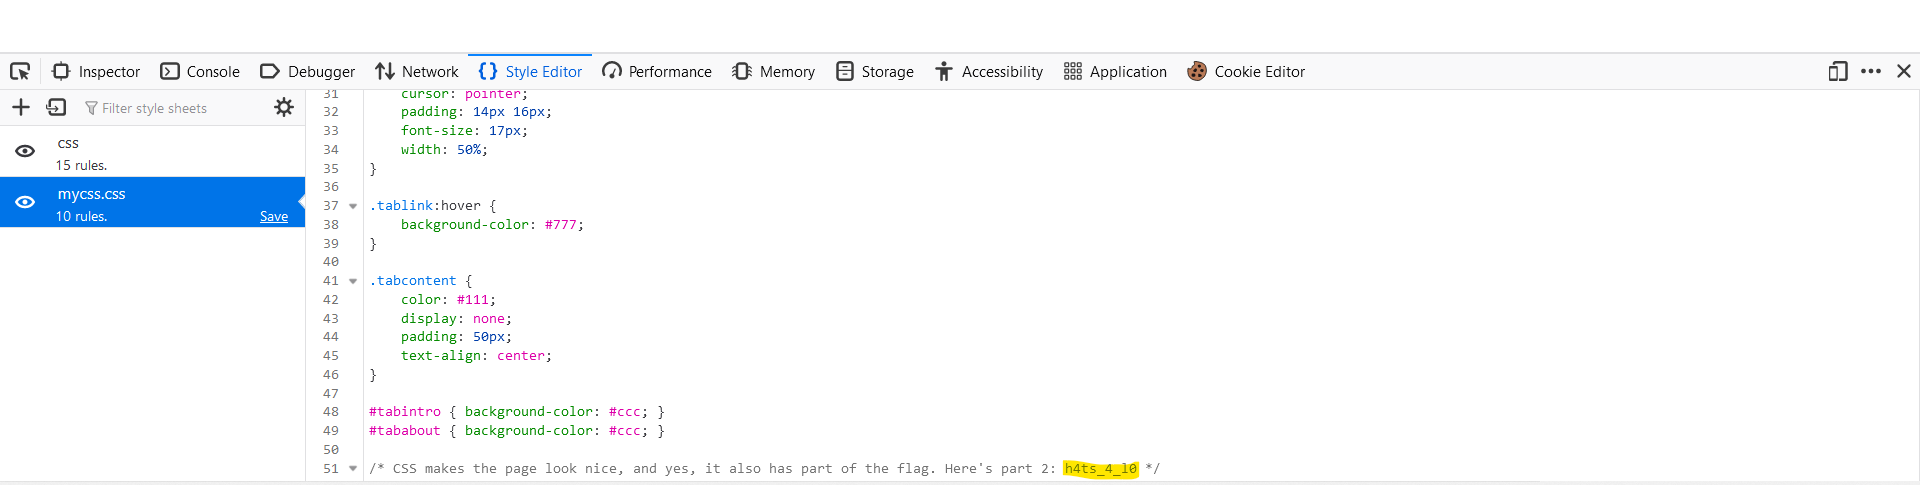 Inspector Console Debugger Network Style Editor Performance Memory Storage Accessibility Application Cookie Editor
Filter style sheets
css
15 rules.
mycss.css
10 rules. Save
31 cursor: pointer;
32 padding: 14px 16px;
33 font-size: 17px;
34 width: 50%;
35 }
36
37 .tablink:hover {
38 background-color: #777;
39 }
40
41 .tabcontent {
42 color: #111;
43 display: none;
44 padding: 50px;
45 text-align: center;
46 }
47
48 #tabintro { background-color: #ccc; }
49 #tababout { background-color: #ccc; }
50
51 /* CSS makes the page look nice, and yes, it also has part of the flag. Here's part 2: h4ts_4_l0 */